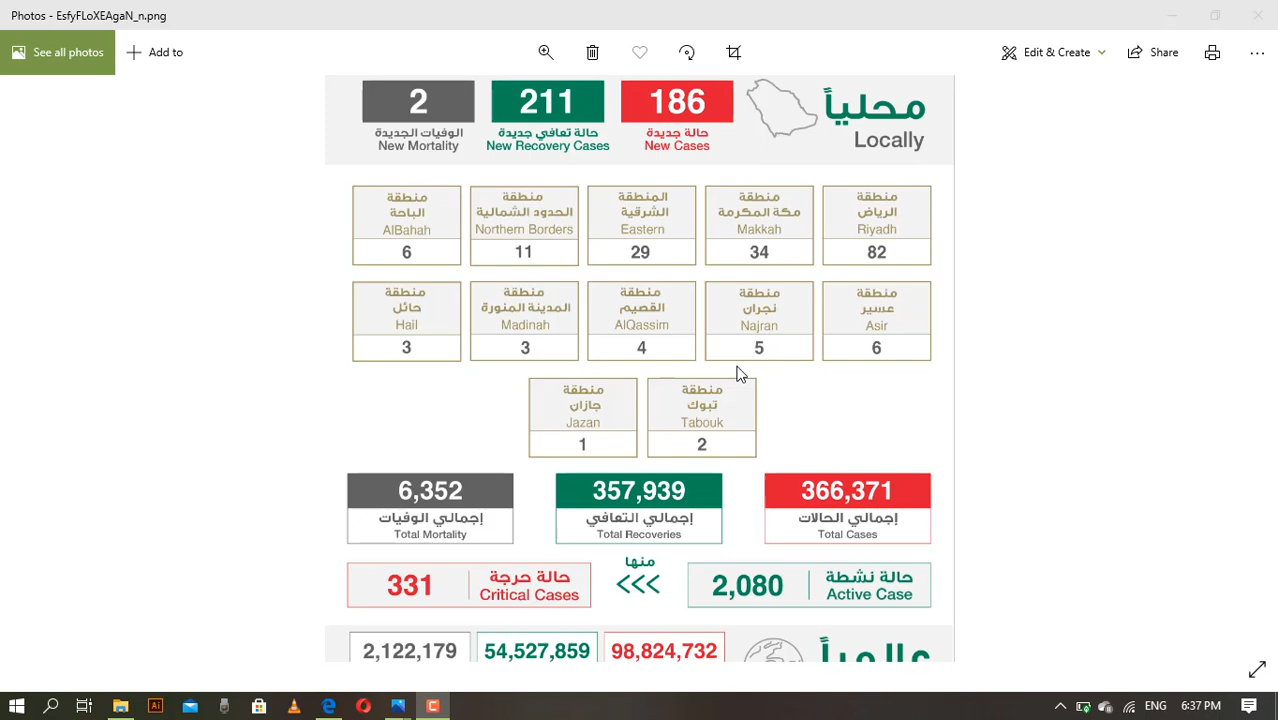 Photos - EsfyFLoXEAgaN_n.png
See all photos
Add to
Edit & Create
Share
محلياً
Locally
186
حالة جديدة
New Cases
211
حالة تعافي جديدة
New Recovery Cases
2
الوفيات الجديدة
New Mortality
منطقة
الرياض
Riyadh
82
منطقة
مكة المكرمة
Makkah
34
المنطقة
الشرقية
Eastern
29
منطقة
الحدود الشمالية
Northern Borders
11
منطقة
الباحة
AlBahah
6
منطقة
عسير
Asir
6
منطقة
نجران
Najran
5
منطقة
القصيم
AlQassim
4
منطقة
المدينة المنورة
Madinah
3
منطقة
حائل
Hail
3
منطقة
تبوك
Tabouk
2
منطقة
جازان
Jazan
1
366,371
إجمالي الحالات
Total Cases
357,939
إجمالي التعافي
Total Recoveries
6,352
إجمالي الوفيات
Total Mortality
حالة نشطة
Active Case
2,080
منها
<<<
حالة حرجة
Critical Cases
331
عالمياً
98,824,732
54,527,859
2,122,179
ENG
6:37 PM